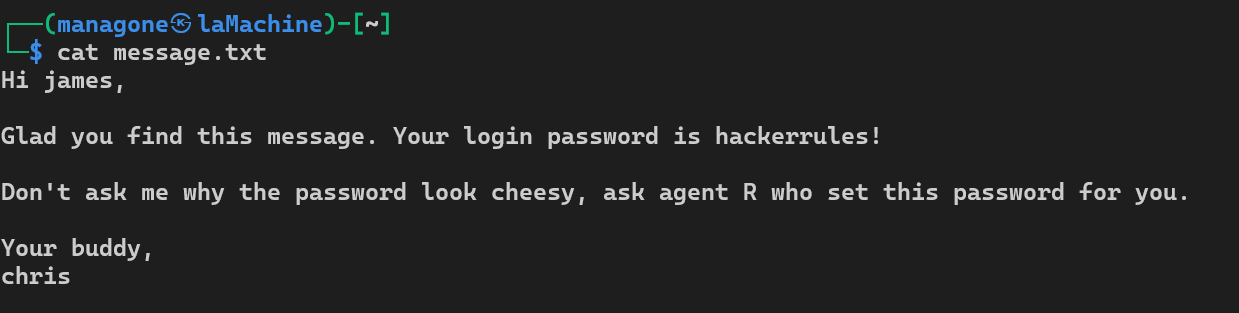 ┌──(managone㉿laMachine)-[~]
└─$ cat message.txt
Hi james,
Glad you find this message. Your login password is hackerrules!
Don't ask me why the password look cheesy, ask agent R who set this password for you.
Your buddy,
chris